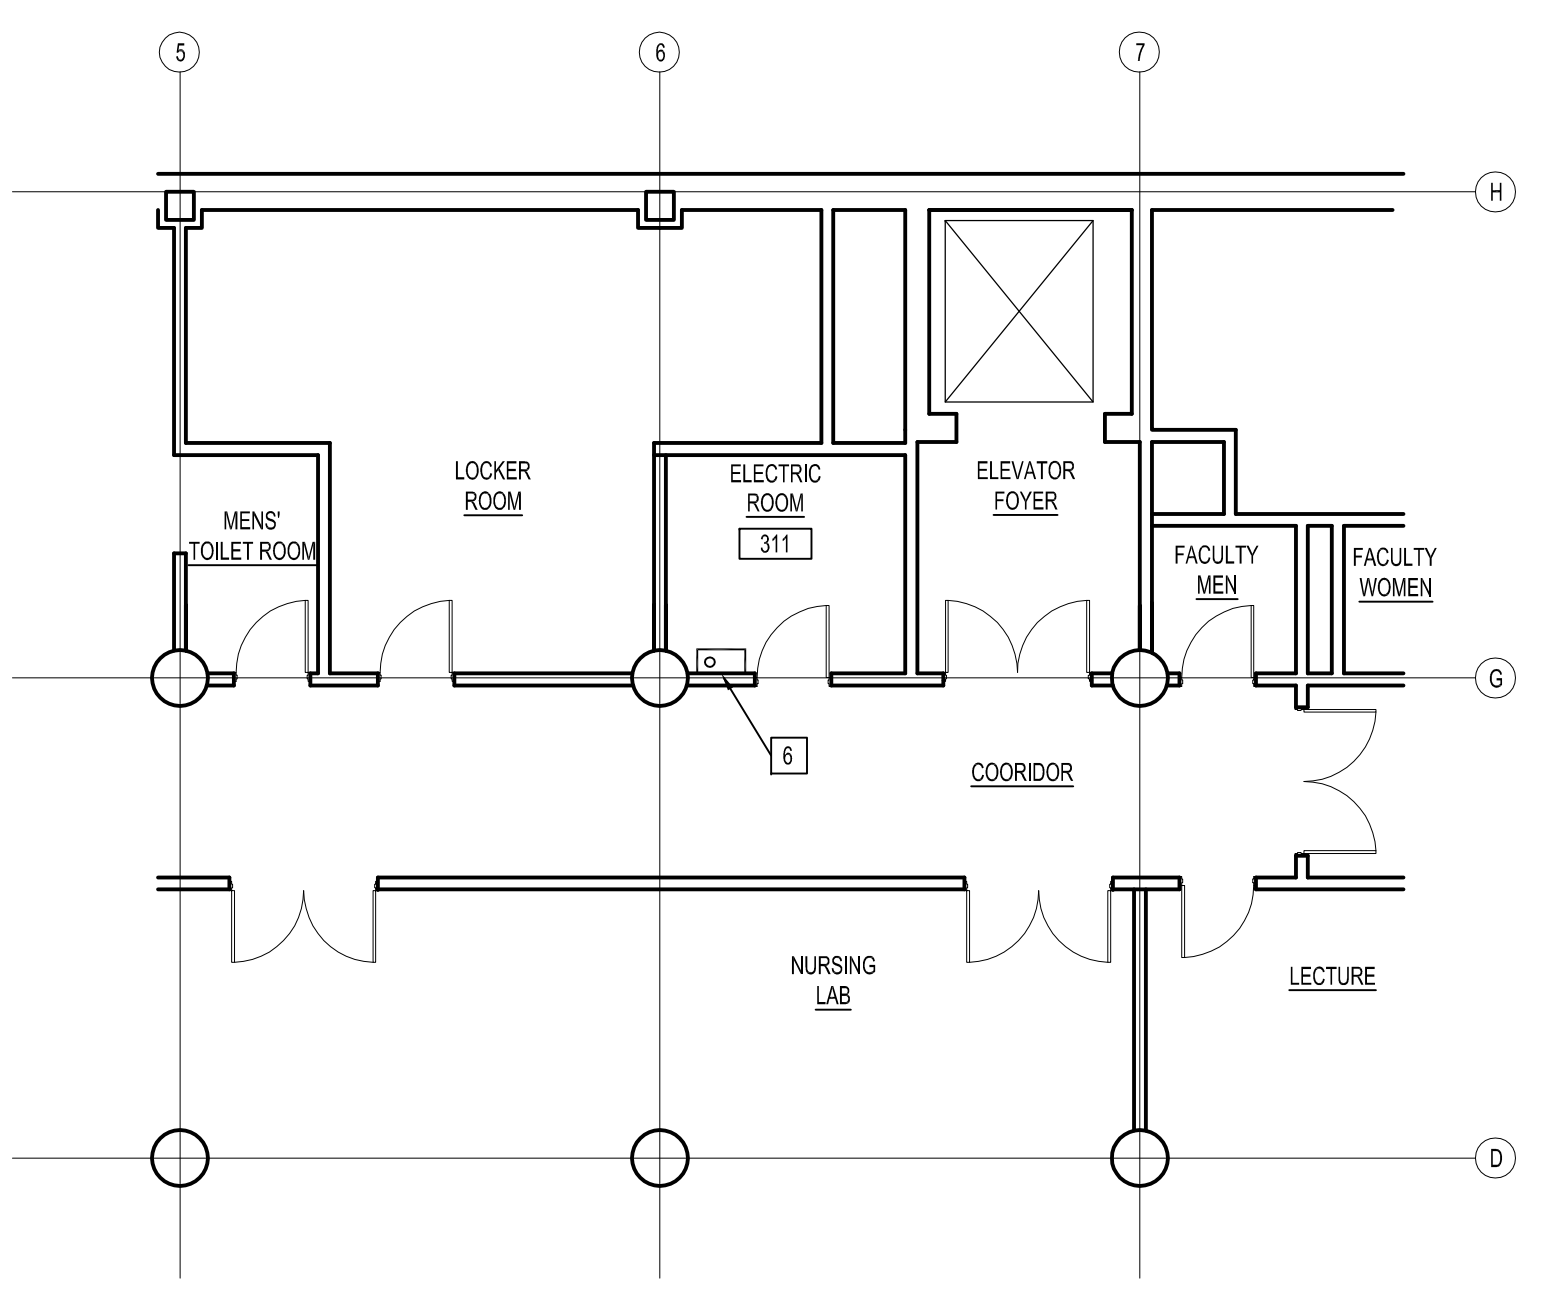 5
6
7
H
LOCKER
ROOM
ELECTRIC
ROOM
311
ELEVATOR
FOYER
MENS'
TOILET ROOM
FACULTY
MEN
FACULTY
WOMEN
G
6
COORIDOR
NURSING
LAB
LECTURE
D